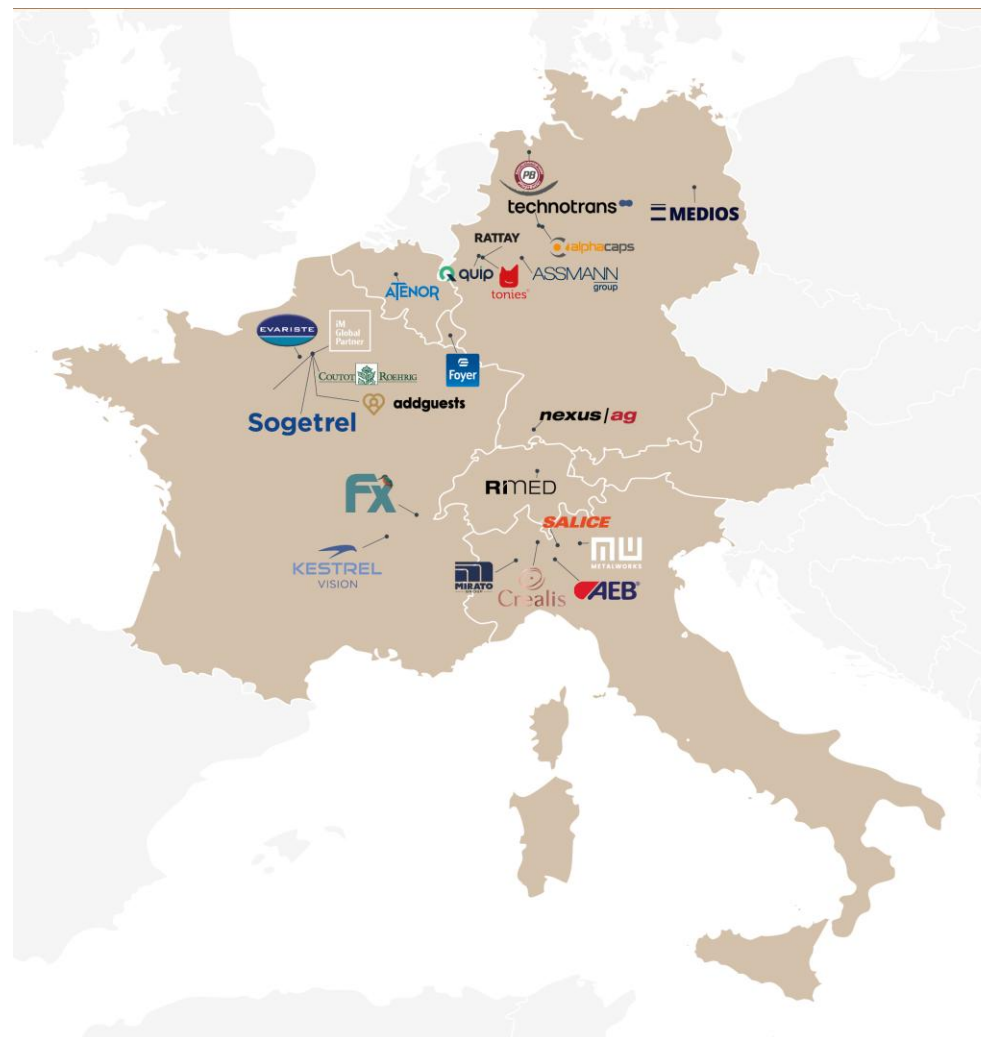 PB
technotrans
MEDIOS
RATTAY
alphacaps
quip
tonies®
ASSMANN
group
ATENOR
EVARISTE
iM
Global
Partner
Foyer
COUTOT ROEHRIG
addguests
Sogetrel
nexus/ag
FX
RIMED
SALICE
KESTREL
VISION
MW
METALWORKS
MIRATO
Crealis
AEB®